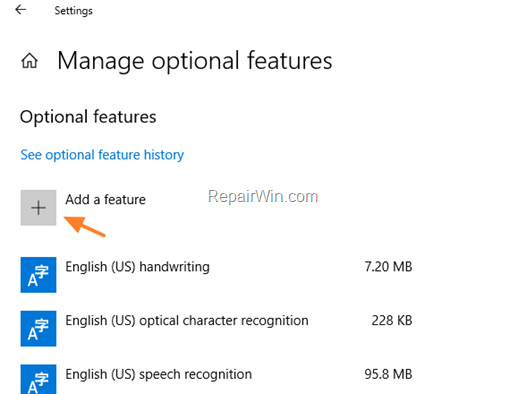 Settings
Manage optional features
Optional features
See optional feature history
Add a feature
RepairWin.com
English (US) handwriting 7.20 MB
English (US) optical character recognition 228 KB
English (US) speech recognition 95.8 MB